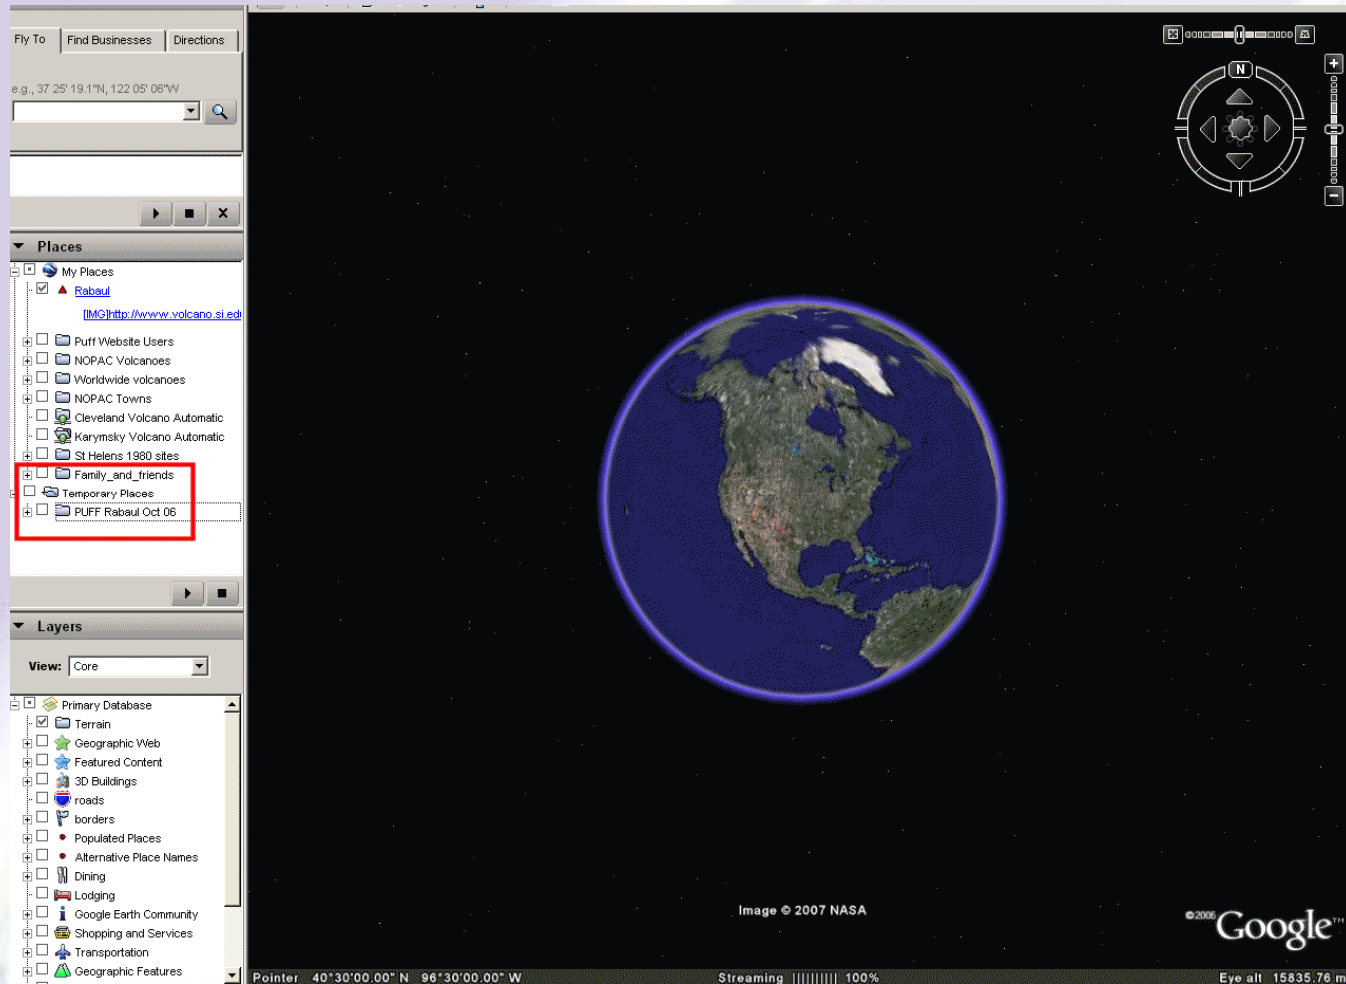 Fly To Find Businesses Directions
e.g., 37 25' 19.1"N, 122 05' 06"W
Places
My Places
Rabaul
[IMG]http://www.volcano.si.edu
Puff Website Users
NOPAC Volcanoes
Worldwide volcanoes
NOPAC Towns
Cleveland Volcano Automatic
Karymsky Volcano Automatic
St Helens 1980 sites
Family_and_friends
Temporary Places
PUFF Rabaul Oct 06
Layers
View: Core
Primary Database
Terrain
Geographic Web
Featured Content
3D Buildings
roads
borders
Populated Places
Alternative Place Names
Dining
Lodging
Google Earth Community
Shopping and Services
Transportation
Geographic Features
N
Image © 2007 NASA
©2006 Google™
Pointer 40°30'00.00" N 96°30'00.00" W Streaming |||||||||| 100% Eye alt 15835.76 m